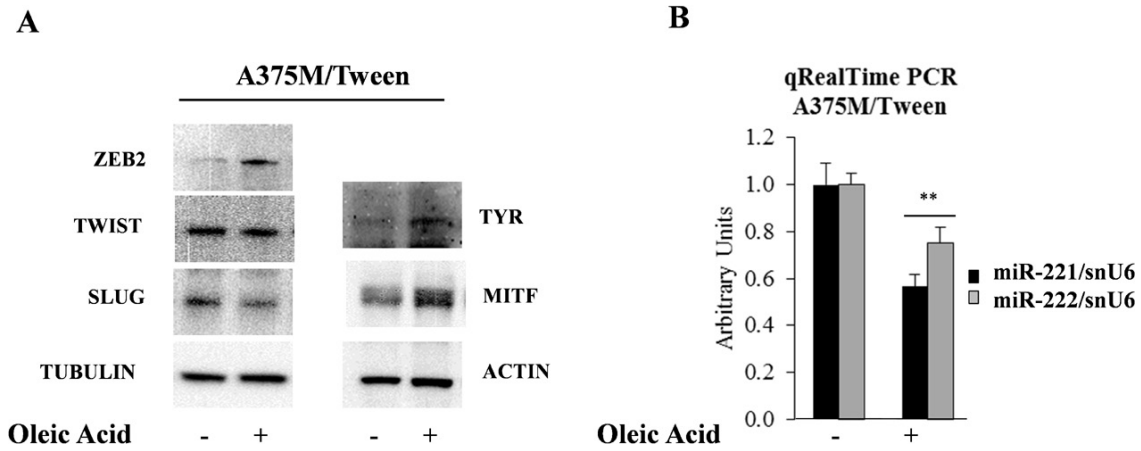 A
A375M/Tween
ZEB2
TWIST
SLUG
TUBULIN
TYR
MITF
ACTIN
Oleic Acid - + - +
B
qRealTime PCR
A375M/Tween
Arbitrary Units
1.2
1.0
0.8
0.6
0.4
0.2
0.0
**
miR-221/snU6
miR-222/snU6
Oleic Acid - +